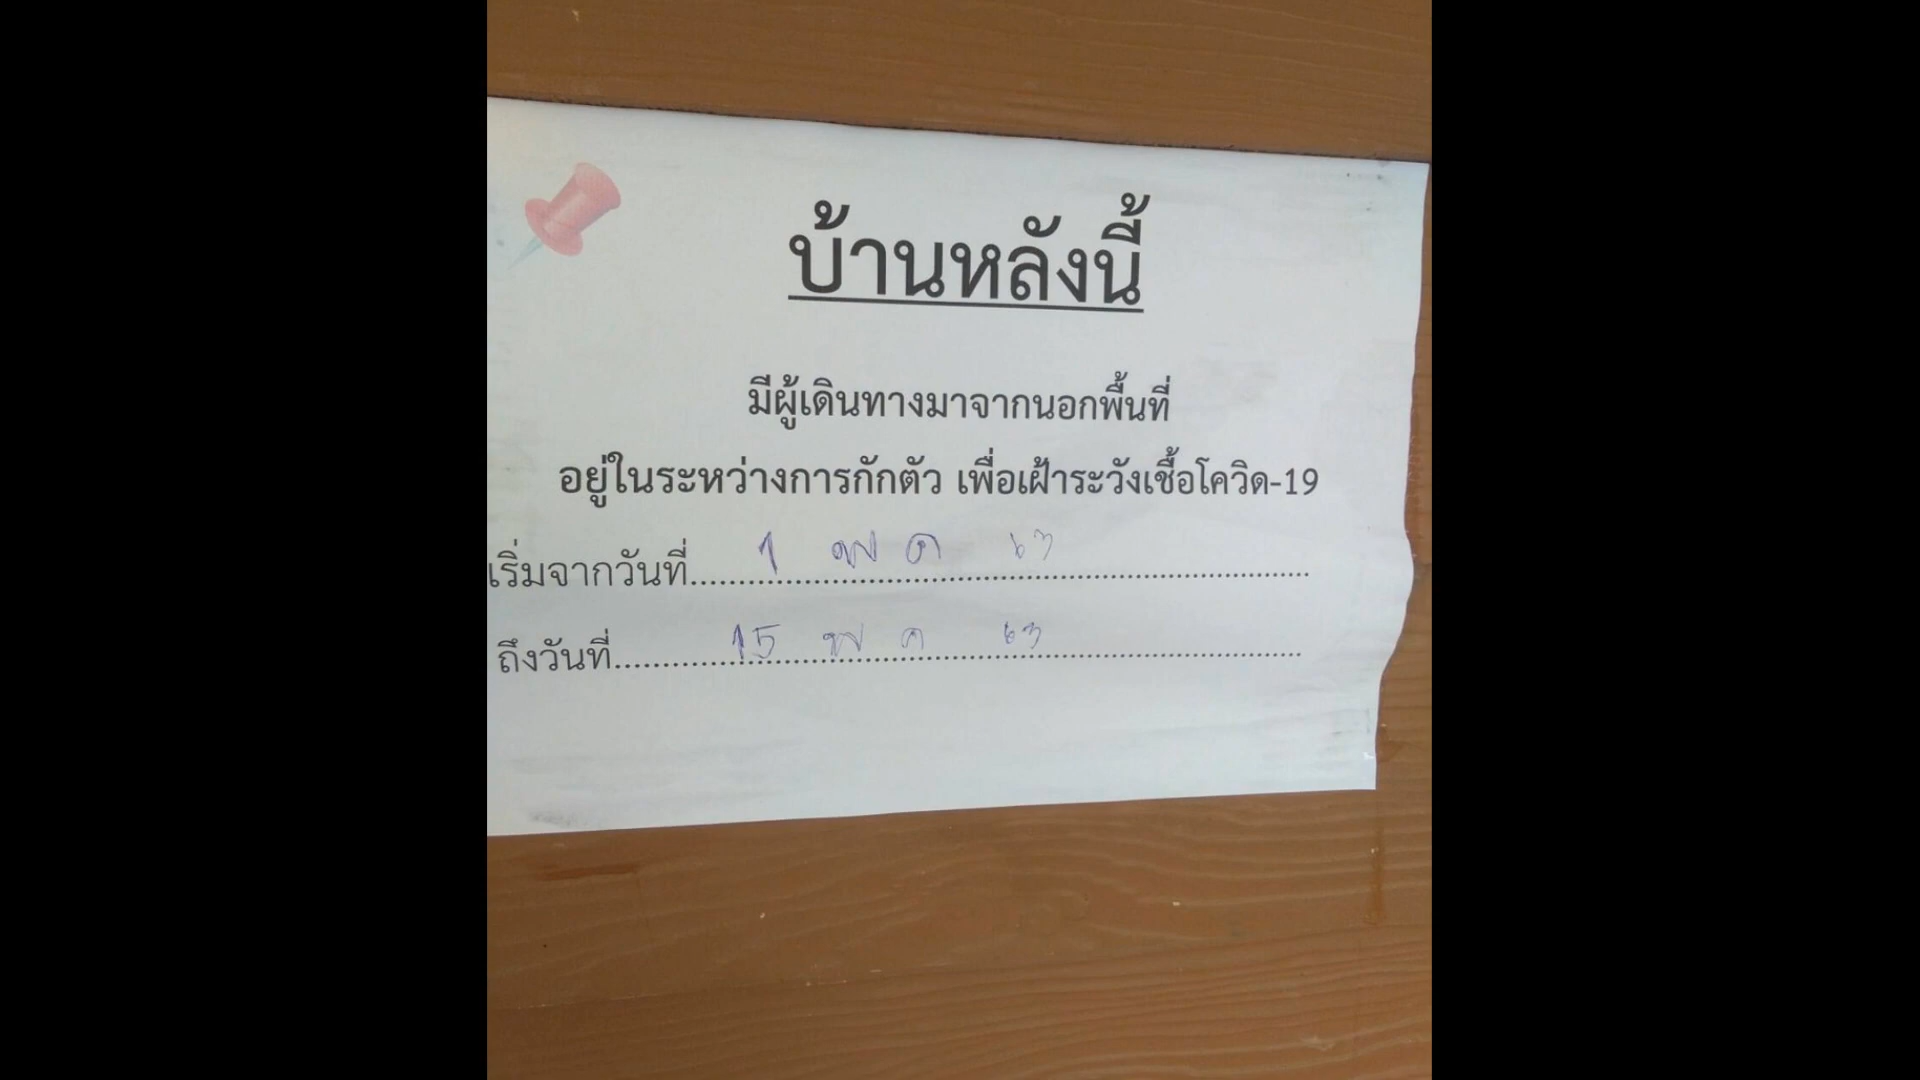 บ้านหลังนี้
มีผู้เดินทางมาจากนอกพื้นที่
อยู่ในระหว่างการกักตัว เพื่อเฝ้าระวังเชื้อโควิด-19
เริ่มจากวันที่.....1 พ ค 63.....
ถึงวันที่.....15 พ ค 63.....